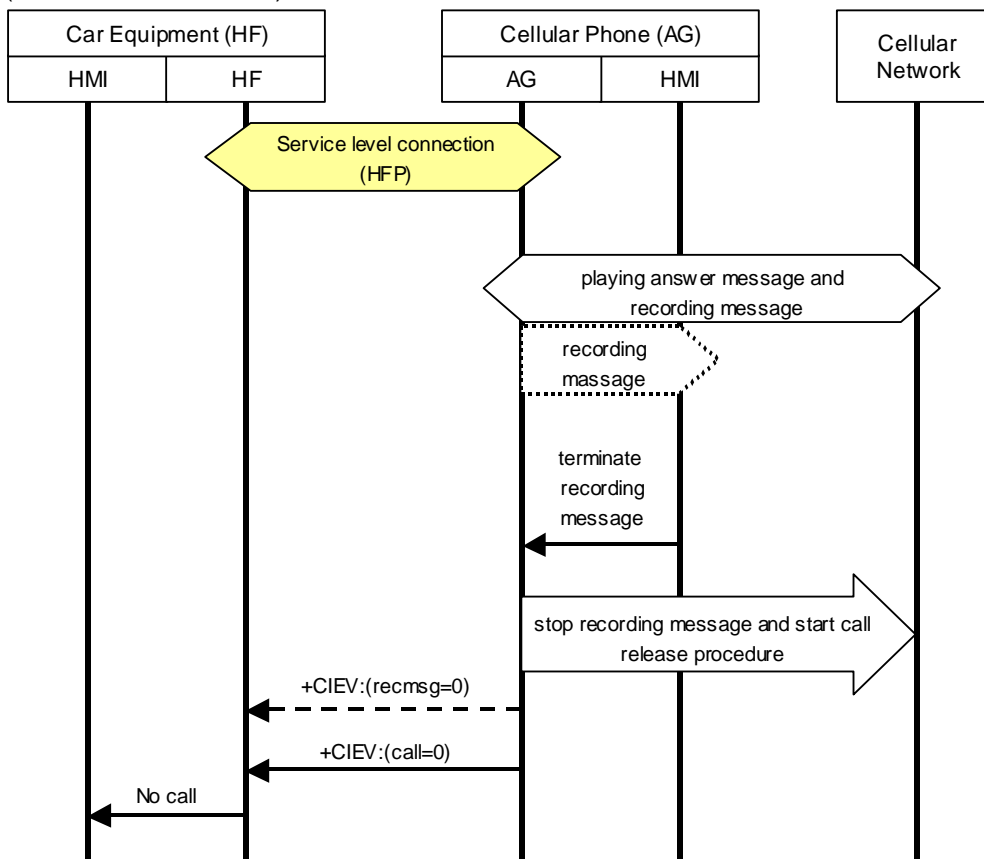 Car Equipment (HF)
Cellular Phone (AG)
Cellular
Network
HMI
HF
AG
HMI
Service level connection
(HFP)
playing answer message and
recording message
recording
massage
terminate
recording
message
stop recording message and start call
release procedure
+CIEV:(recmsg=0)
+CIEV:(call=0)
No call